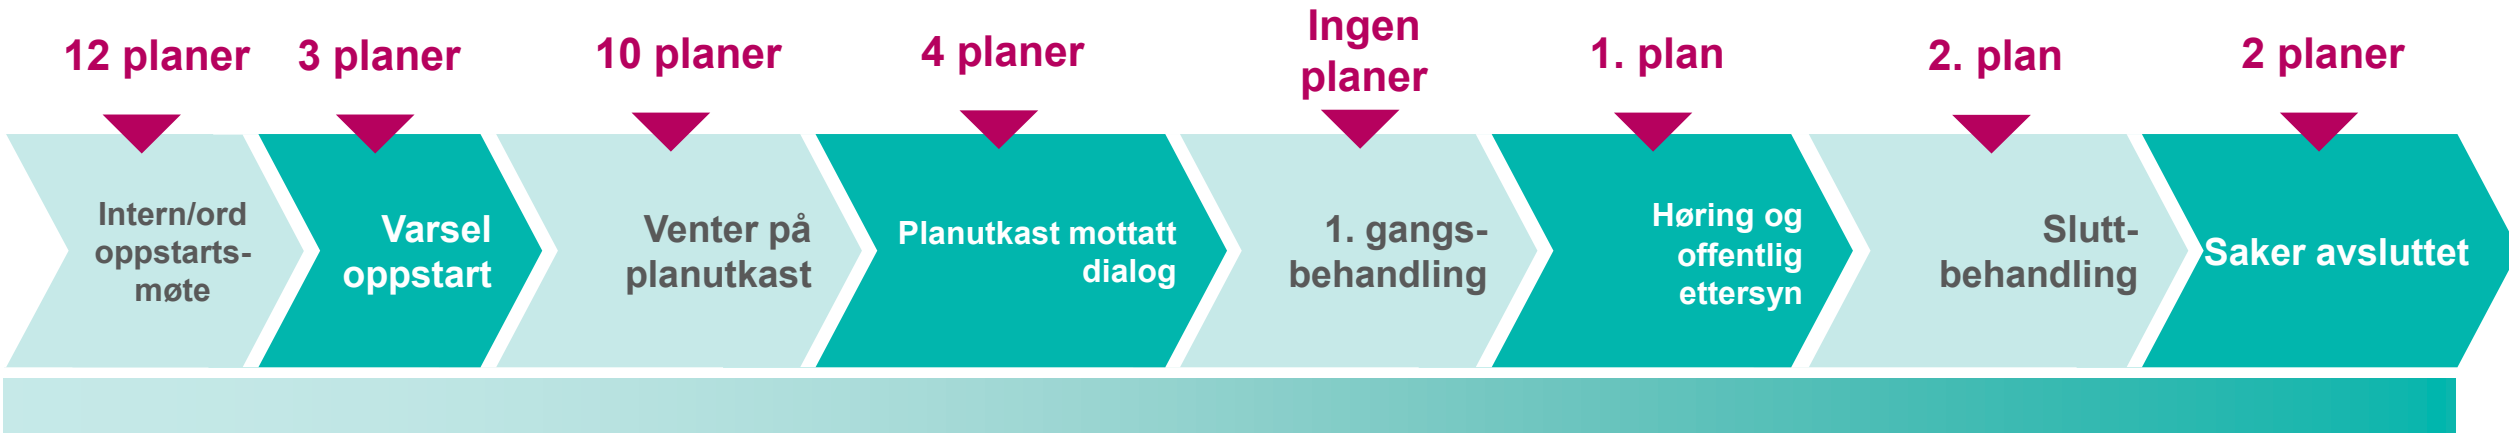 12 planer
3 planer
10 planer
4 planer
Ingen
planer
1. plan
2. plan
2 planer
Intern/ord
oppstarts-
møte
Varsel
oppstart
Venter på
planutkast
Planutkast mottatt
dialog
1. gangs-
behandling
Høring og
offentlig
ettersyn
Slutt-
behandling
Saker avsluttet